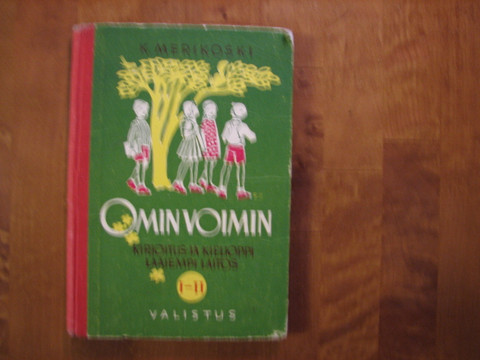 K. MERIKOSKI
OMIN VOIMIN
KIRJOITUS JA KIELIOPPI
LAAJEMPI LAITOS
I–II
VALISTUS